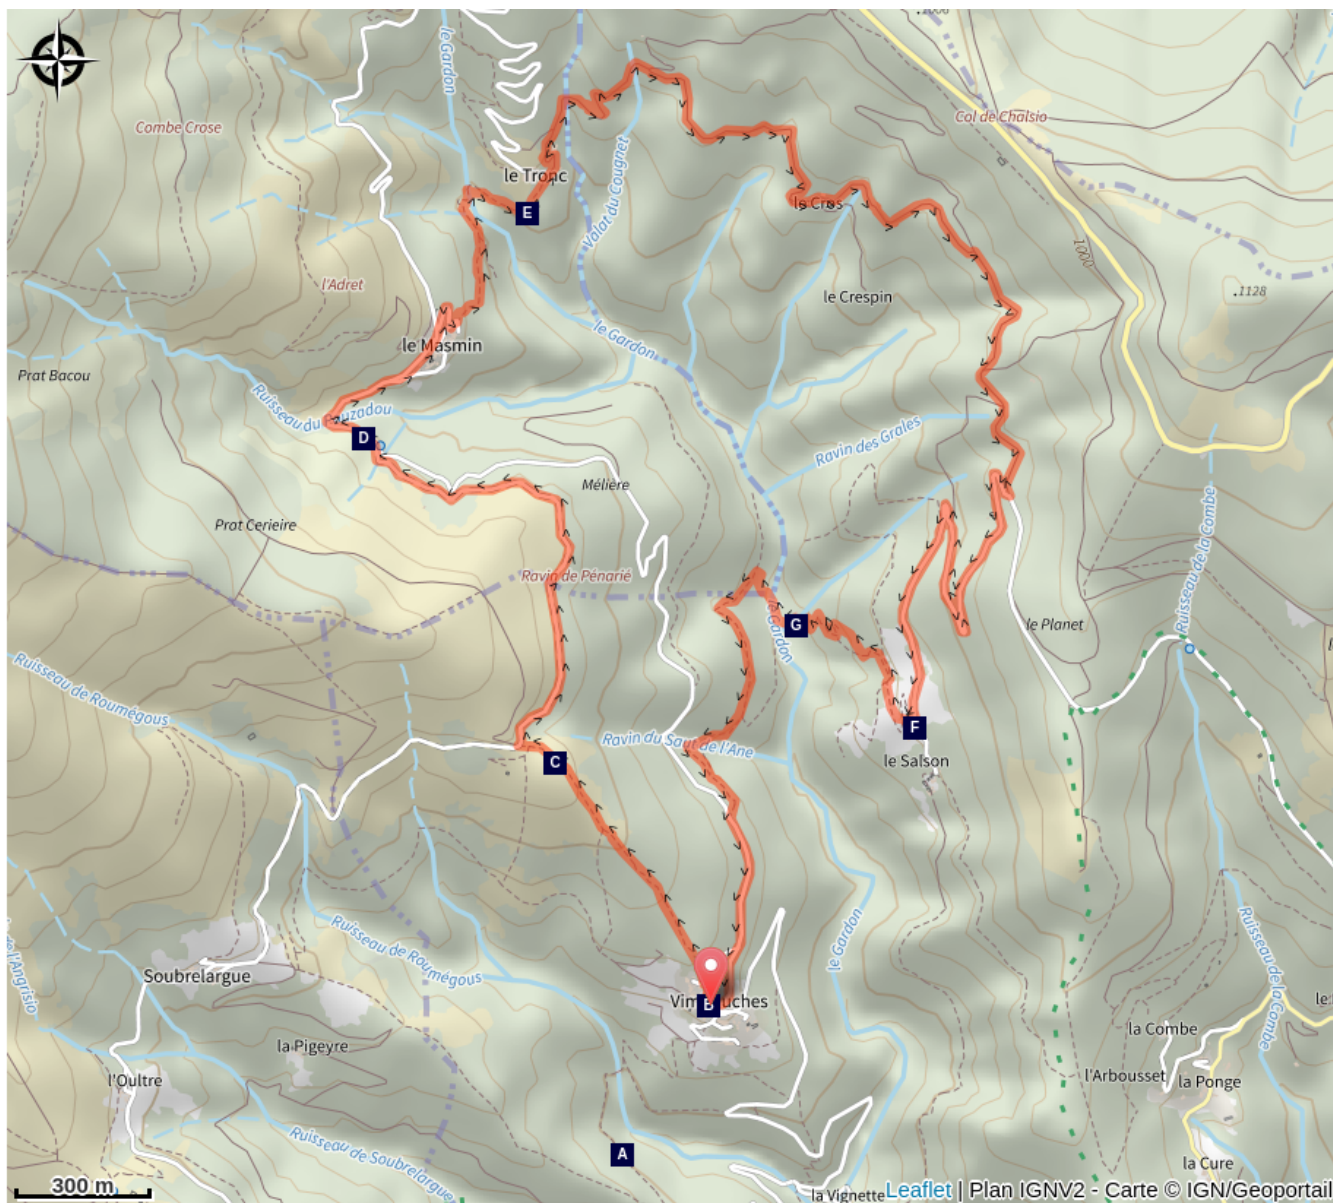 le Gardon
Combe Crose
Col de Chalsio
le Tronc
E
Valat du Cougnet
le Cros
1000
l'Adret
le Crespin
.1128
le Gardon
le Masmin
Prat Bacou
Ruisseau du
D
Ravin des Grales
Mélière
Prat Cerieire
Ruisseau de la Combe
Ravin de Pénarié
le Gardon
G
le Planet
Ruisseau de Roumégous
F
Ravin du Saut de l'Ane
C
le Salson
Ruisseau de Roumégous
le Gardon
Ruisseau de la Combe
Soubrelargue
B
la Combe
la Pigeyre
l'Oultre
l'Arbousset
la Ponge
Ruisseau de Soubrelargue
A
la Cure
300 m
la Vignette
Leaflet | Plan IGNV2 - Carte © IGN/Geoportail